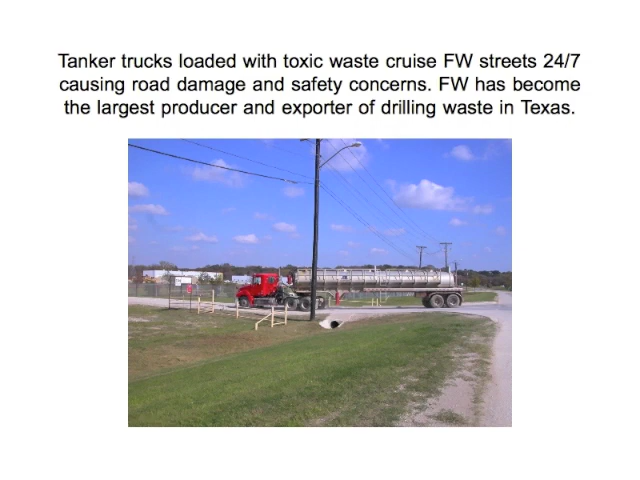 Tanker trucks loaded with toxic waste cruise FW streets 24/7
causing road damage and safety concerns. FW has become
the largest producer and exporter of drilling waste in Texas.